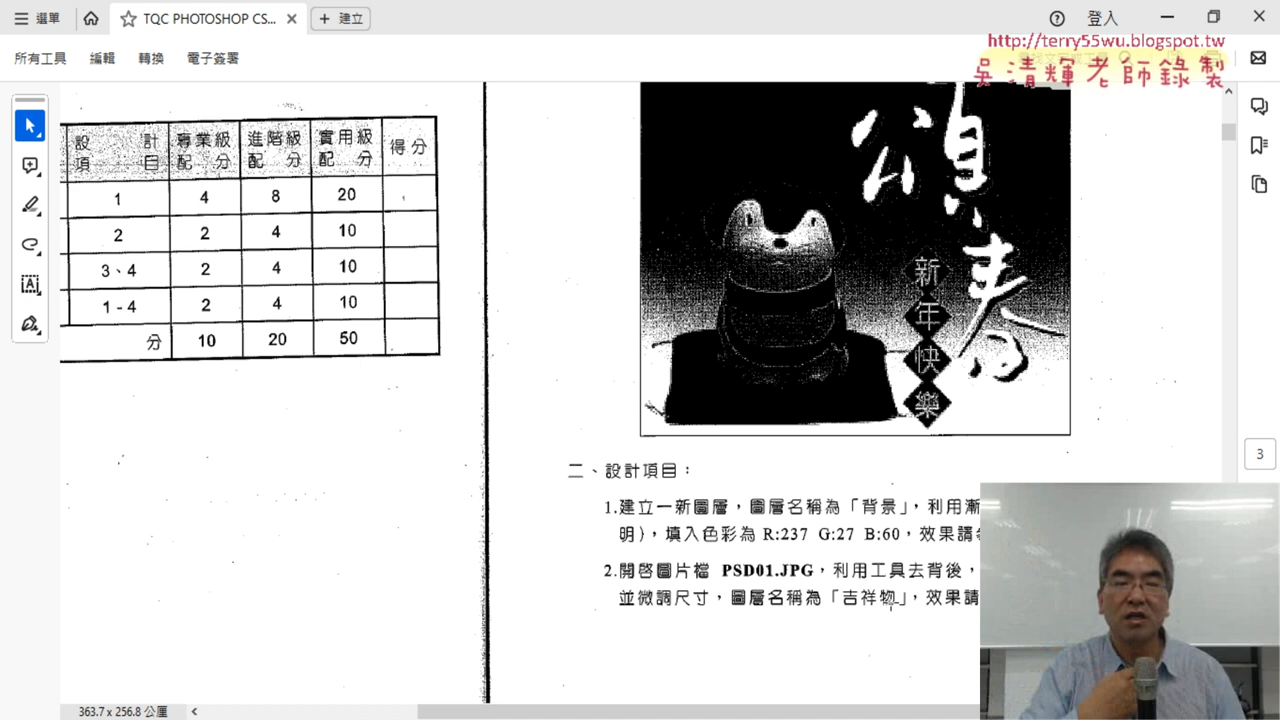 選單
TQC PHOTOSHOP CS...
建立
登入
http://terry55wu.blogspot.tw
所有工具
編輯
轉換
電子簽署
吳清輝老師錄製
設計項目
專業級配分
進階級配分
實用級配分
得分
1 4 8 20
2 2 4 10
3、4 2 4 10
1-4 2 4 10
分 10 20 50
頌春
新年快樂
公
3
二、設計項目：
1.建立一新圖層，圖層名稱為「背景」，利用漸
明)，填入色彩為 R:237 G:27 B:60，效果請
2.開啓圖片檔 PSD01.JPG，利用工具去背後，
並微調尺寸，圖層名稱為「吉祥物」，效果請
363.7 x 256.8 公厘